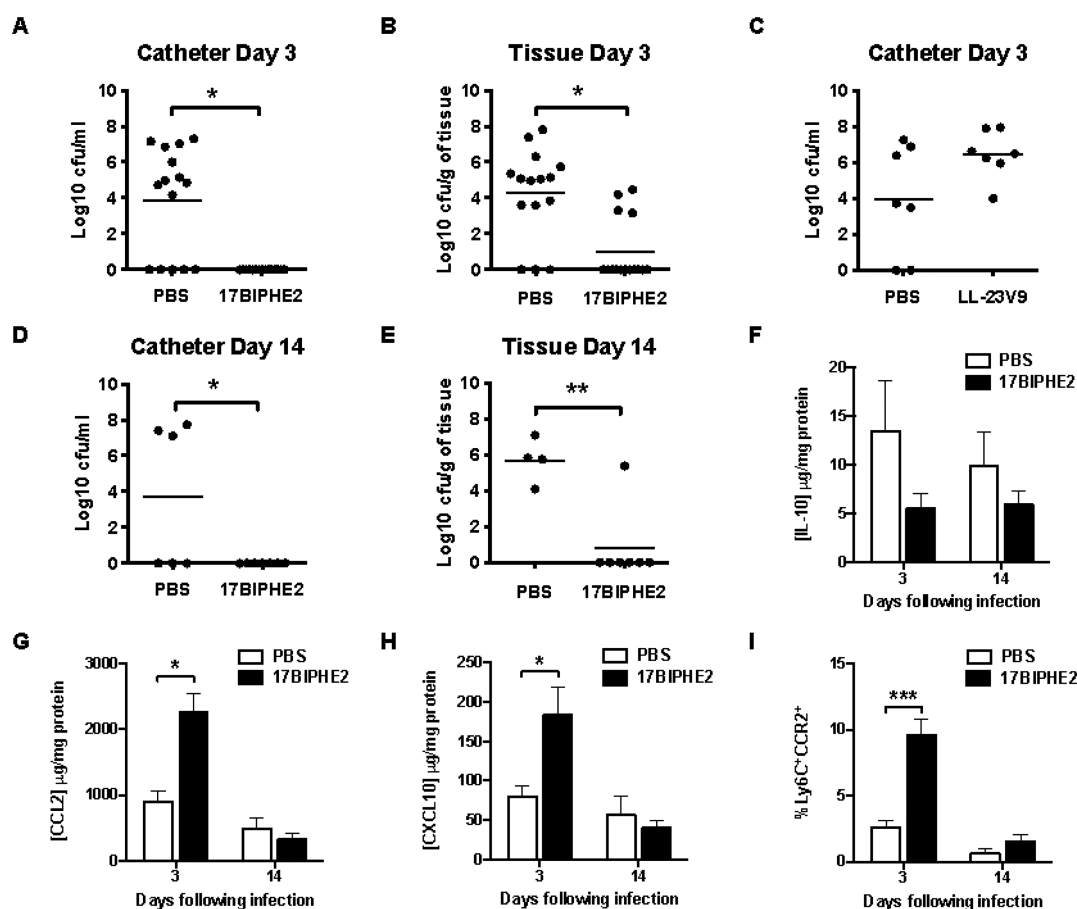 A
Catheter Day 3
Log10 cfu/ml
10
8
6
4
2
0
*
PBS
17BIPHE2
B
Tissue Day 3
Log10 cfu/g of tissue
10
8
6
4
2
0
*
PBS
17BIPHE2
C
Catheter Day 3
Log10 cfu/ml
10
8
6
4
2
0
PBS
LL-23V9
D
Catheter Day 14
Log10 cfu/ml
10
8
6
4
2
0
*
PBS
17BIPHE2
E
Tissue Day 14
Log10 cfu/g of tissue
10
8
6
4
2
0
**
PBS
17BIPHE2
F
PBS
17BIPHE2
[IL-10] µg/mg protein
20
15
10
5
0
3
14
Days following infection
G
PBS
17BIPHE2
[CCL2] µg/mg protein
3000
2000
1000
0
*
3
14
Days following infection
H
PBS
17BIPHE2
[CXCL10] µg/mg protein
250
200
150
100
50
0
*
3
14
Days following infection
I
PBS
17BIPHE2
% Ly6C⁺CCR2⁺
15
10
5
0
***
3
14
Days following infection